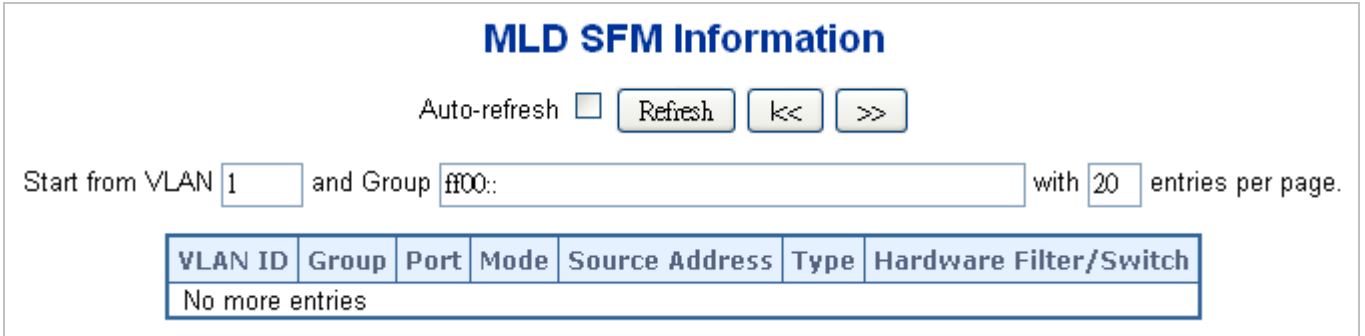 MLD SFM Information
Auto-refresh Refresh |<< >>
Start from VLAN 1 and Group ff00:: with 20 entries per page.
VLAN ID Group Port Mode Source Address Type Hardware Filter/Switch
No more entries